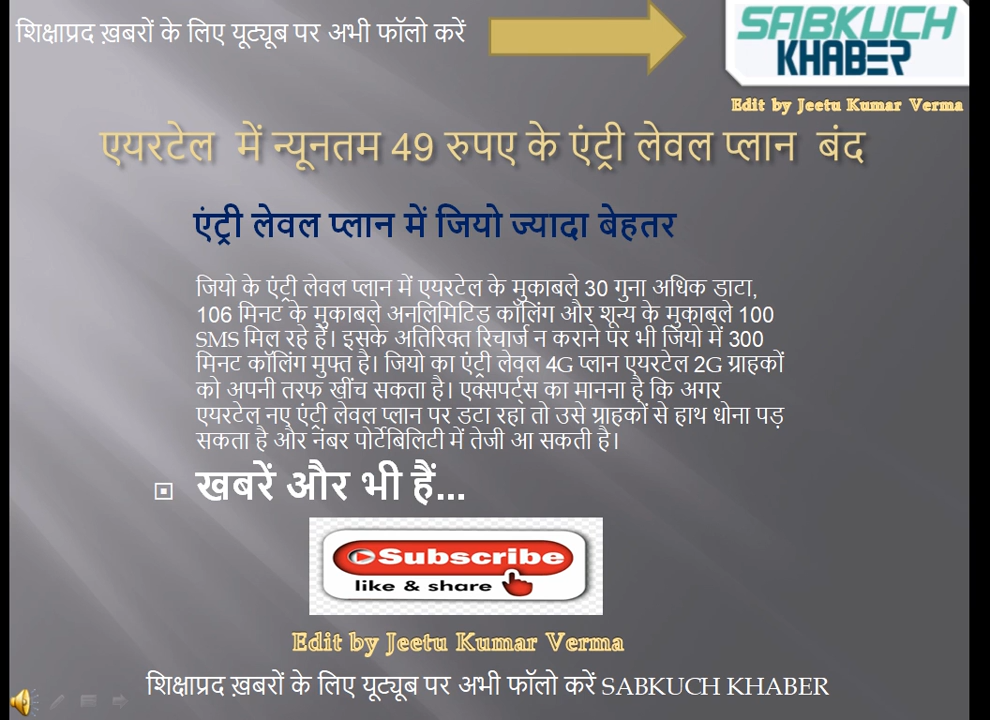 शिक्षाप्रद ख़बरों के लिए यूट्यूब पर अभी फॉलो करें
SABKUCH
KHABER
Edit by Jeetu Kumar Verma
एयरटेल में न्यूनतम 49 रुपए के एंट्री लेवल प्लान बंद
एंट्री लेवल प्लान में जियो ज्यादा बेहतर
जियो के एंट्री लेवल प्लान में एयरटेल के मुकाबले 30 गुना अधिक डाटा,
106 मिनट के मुकाबले अनलिमिटिड कॉलिंग और शून्य के मुकाबले 100
SMS मिल रहे हैं। इसके अतिरिक्त रिचार्ज न कराने पर भी जियो में 300
मिनट कॉलिंग मुफ्त है। जियो का एंट्री लेवल 4G प्लान एयरटेल 2G ग्राहकों
को अपनी तरफ खींच सकता है। एक्सपर्ट्स का मानना है कि अगर
एयरटेल नए एंट्री लेवल प्लान पर डटा रहा तो उसे ग्राहकों से हाथ धोना पड़
सकता है और नंबर पोर्टेबिलिटी में तेजी आ सकती है।
खबरें और भी हैं...
Subscribe
like & share
Edit by Jeetu Kumar Verma
शिक्षाप्रद ख़बरों के लिए यूट्यूब पर अभी फॉलो करें SABKUCH KHABER